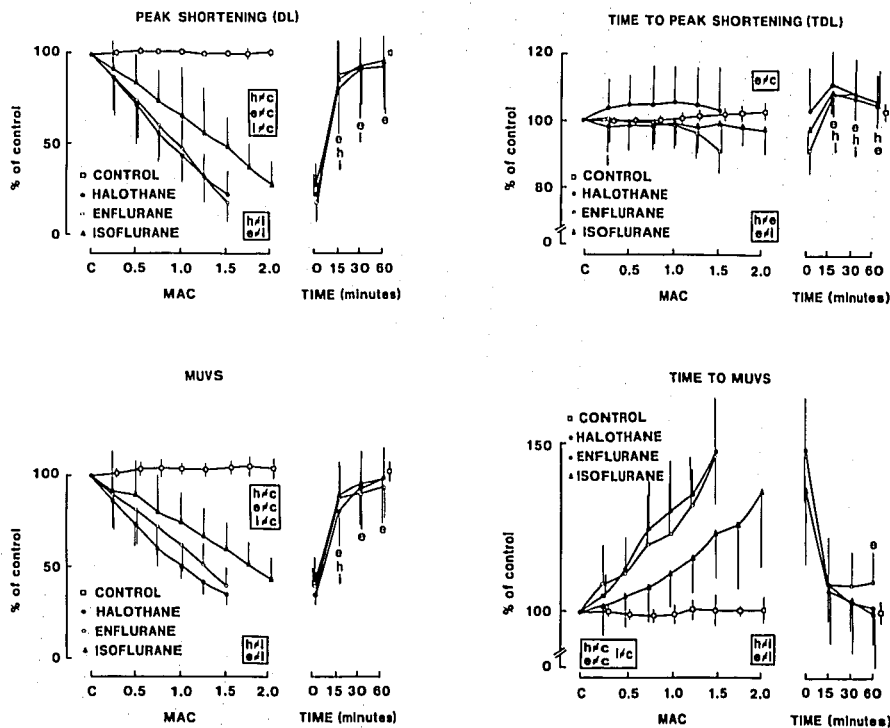 PEAK SHORTENING (DL)
100
50
0
% of control
h≠c
e≠c
i≠c
□ CONTROL
● HALOTHANE
○ ENFLURANE
▲ ISOFLURANE
h≠i
e≠i
e
h
i
e
e
C 0.5 1.0 1.5 2.0
MAC
0 15 30 60
TIME (minutes)
TIME TO PEAK SHORTENING (TDL)
120
100
80
0
% of control
e≠c
□ CONTROL
● HALOTHANE
○ ENFLURANE
▲ ISOFLURANE
h≠e
e≠i
e
h
i
e
h
i
h
e
C 0.5 1.0 1.5 2.0
MAC
0 15 30 60
TIME (minutes)
MUVS
100
50
0
% of control
h≠c
e≠c
i≠c
□ CONTROL
● HALOTHANE
○ ENFLURANE
▲ ISOFLURANE
h≠i
e≠i
e
h
i
e
e
C 0.5 1.0 1.5 2.0
MAC
0 15 30 60
TIME (minutes)
TIME TO MUVS
□ CONTROL
● HALOTHANE
ENFLURANE
▲ ISOFLURANE
150
100
0
% of control
h≠c
e≠c
i≠c
h≠i
e≠i
e
C 0.5 1.0 1.5 2.0
MAC
0 15 30 60
TIME (minutes)